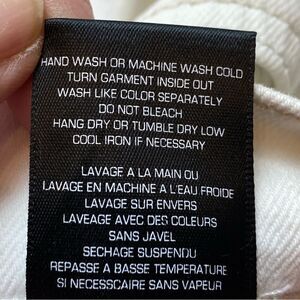 HAND WASH OR MACHINE WASH COLD
TURN GARMENT INSIDE OUT
WASH LIKE COLOR SEPARATELY
DO NOT BLEACH
HANG DRY OR TUMBLE DRY LOW
COOL IRON IF NECESSARY
LAVAGE A LA MAIN OU
LAVAGE EN MACHINE A L'EAU FROIDE
LAVAGE SUR ENVERS
LAVEAGE AVEC DES COULEURS
SANS JAVEL
SECHAGE SUSPENDU
REPASSE A BASSE TEMPERATURE
SI NECESSCAIRE SANS VAPEUR